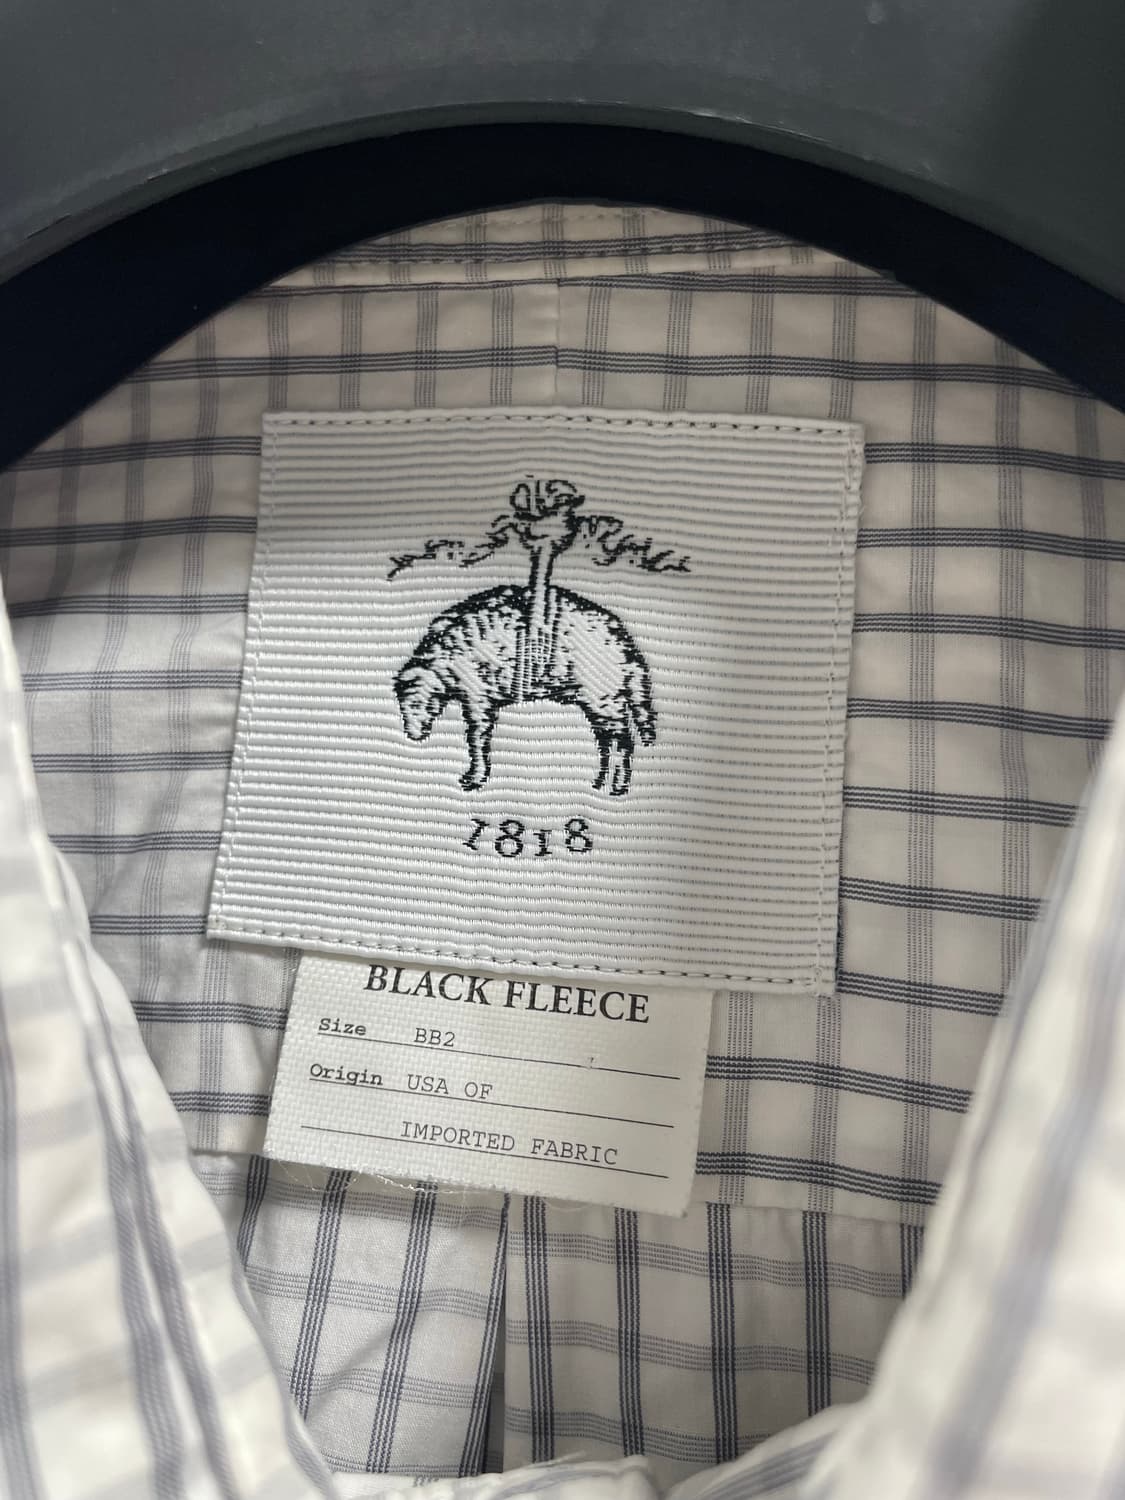 1818
BLACK FLEECE
Size BB2
Origin USA OF
IMPORTED FABRIC